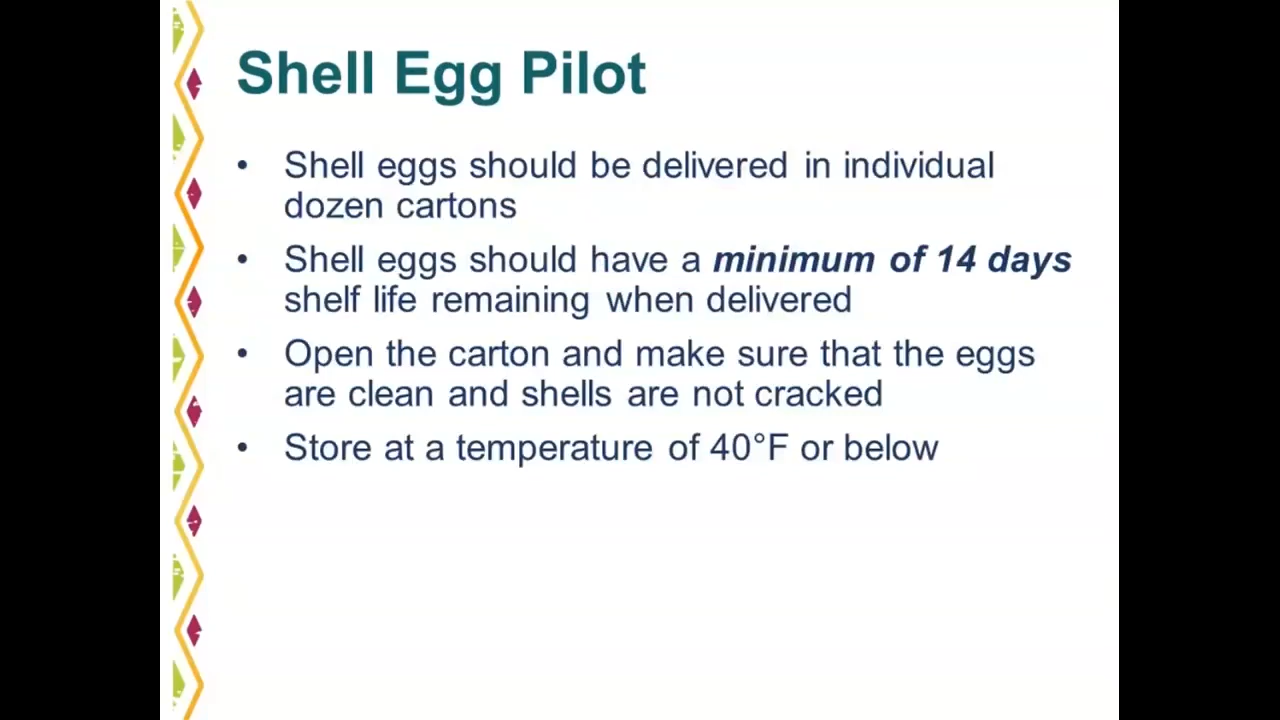 Shell Egg Pilot
• Shell eggs should be delivered in individual
dozen cartons
• Shell eggs should have a minimum of 14 days
shelf life remaining when delivered
• Open the carton and make sure that the eggs
are clean and shells are not cracked
• Store at a temperature of 40°F or below